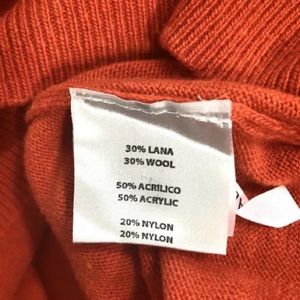 30% LANA
30% WOOL
50% ACRILICO
50% ACRYLIC
20% NYLON
20% NYLON